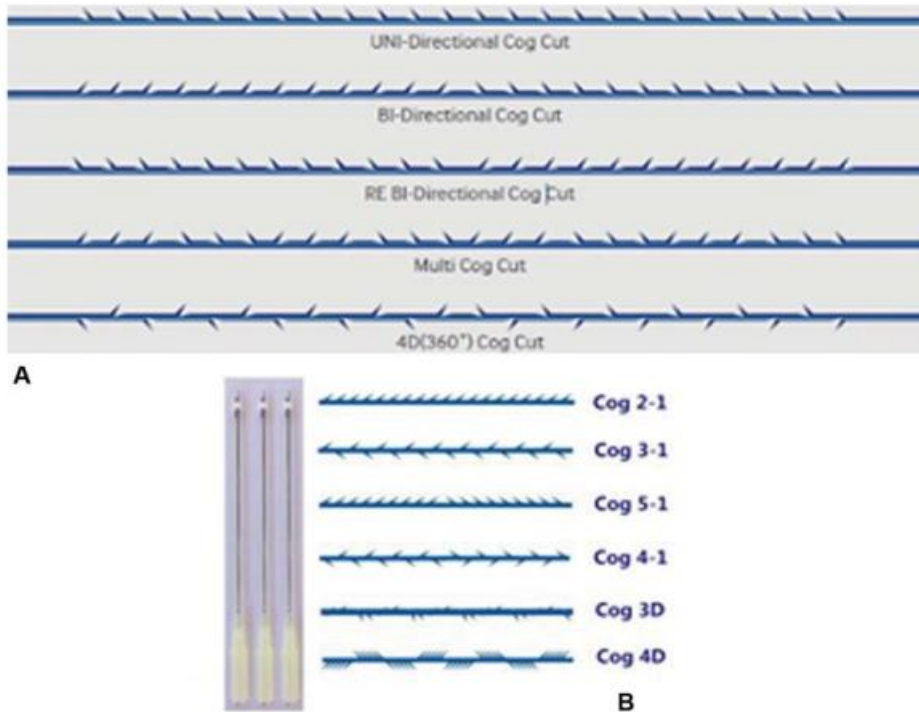 UNI-Directional Cog Cut
BI-Directional Cog Cut
RE BI-Directional Cog Cut
Multi Cog Cut
4D(360°) Cog Cut
A
Cog 2-1
Cog 3-1
Cog 5-1
Cog 4-1
Cog 3D
Cog 4D
B